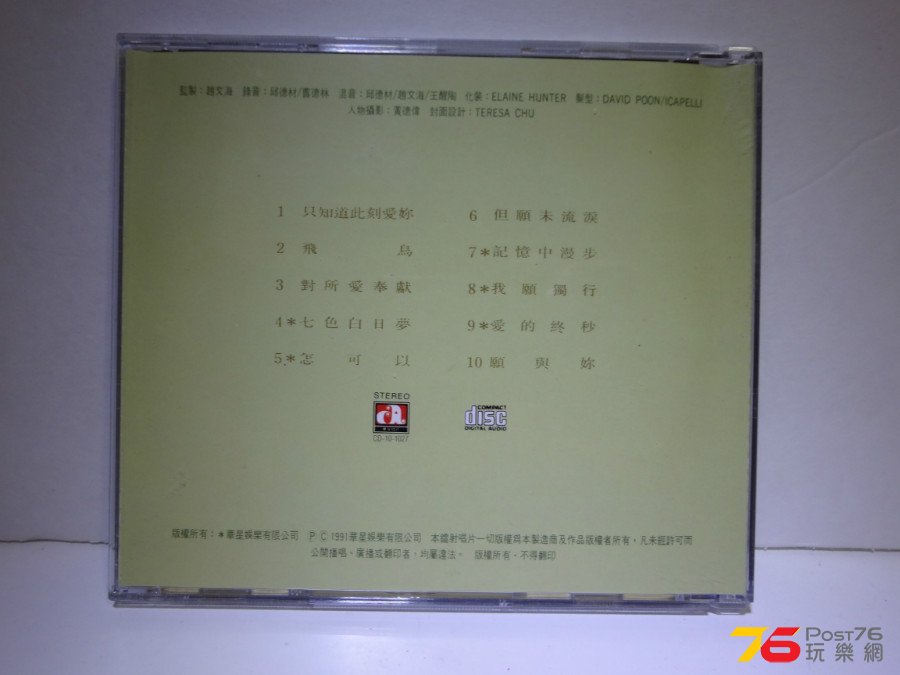 監製：趙文海 錄音：邱德材/舊德林 混音：邱德材/趙文海/王醒陶 化裝：ELAINE HUNTER 髮型：DAVID POON/ICAPELLI
人物攝影：黃德偉 封面設計：TERESA CHU
1 只知道此刻愛妳
2 飛鳥
3 對所愛奉獻
4*七色白日夢
5*怎可以
6 但願未流淚
7*記憶中漫步
8*我願獨行
9*愛的終秒
10 願與妳
STEREO
CD-10-1027
COMPACT
disc
DIGITAL AUDIO
版權所有：*華星娛樂有限公司 Ⓟ Ⓒ 1991華星娛樂有限公司 本鐳射唱片一切版權與本製造商及作品版權者所有，凡未經許可而
公開播唱、廣播或翻印者，均屬違法。 版權所有·不得翻印
76 POST76
玩樂網